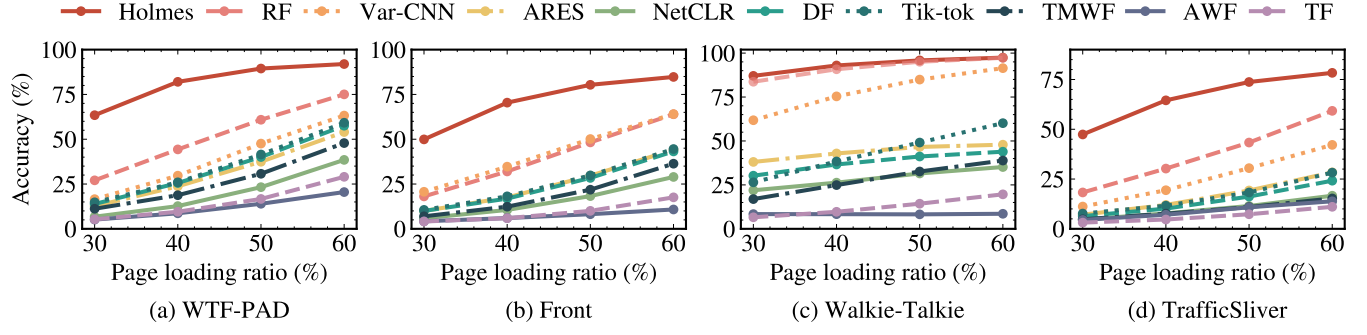 Holmes RF Var-CNN ARES NetCLR DF Tik-tok TMWF AWF TF
Accuracy (%)
100
75
50
25
0
30 40 50 60
Page loading ratio (%)
(a) WTF-PAD
100
75
50
25
0
30 40 50 60
Page loading ratio (%)
(b) Front
100
75
50
25
0
30 40 50 60
Page loading ratio (%)
(c) Walkie-Talkie
75
50
25
0
30 40 50 60
Page loading ratio (%)
(d) TrafficSliver